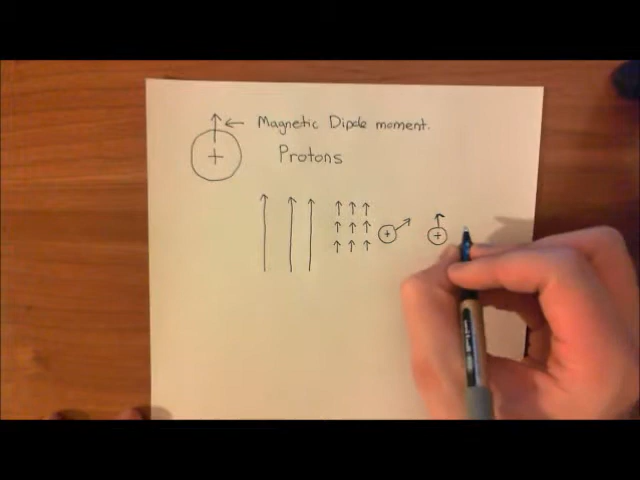 Magnetic Dipole moment.
+
Protons
+ +